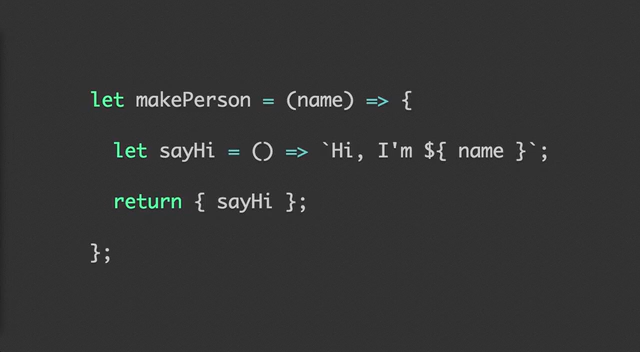 let makePerson = (name) => {
let sayHi = () => `Hi, I'm ${ name }`;
return { sayHi };
};